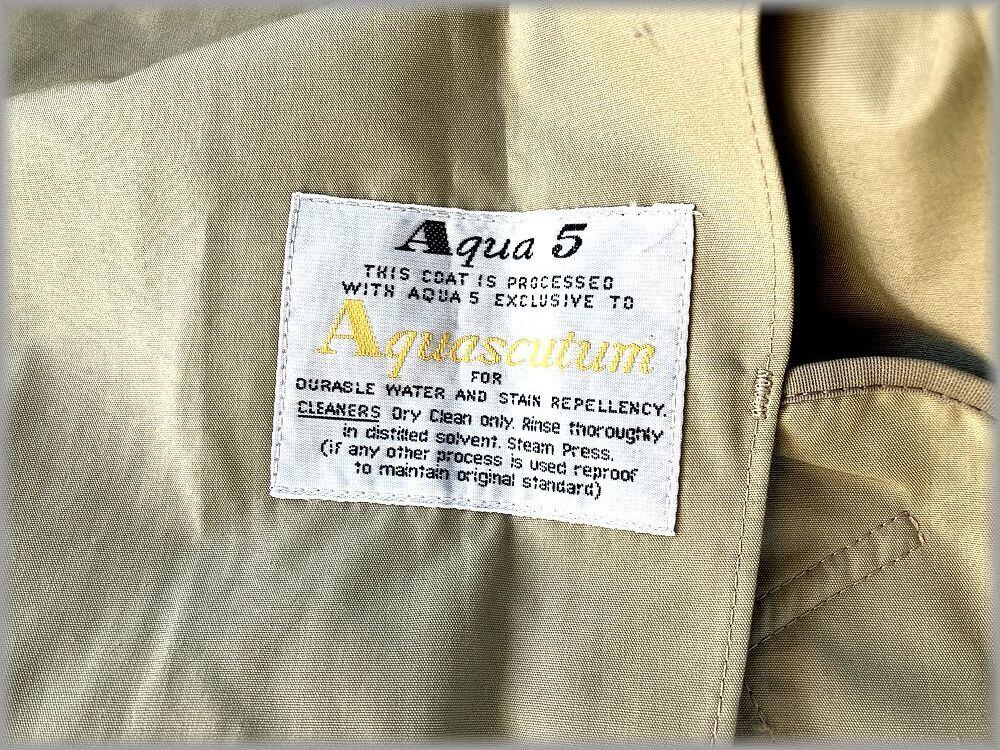 Aqua 5
THIS COAT IS PROCESSED
WITH AQUA 5 EXCLUSIVE TO
Aquascutum
FOR
DURABLE WATER AND STAIN REPELLENCY.
CLEANERS Dry Clean only. Rinse thoroughly
in distilled solvent. Steam Press.
(if any other process is used reproof
to maintain original standard)